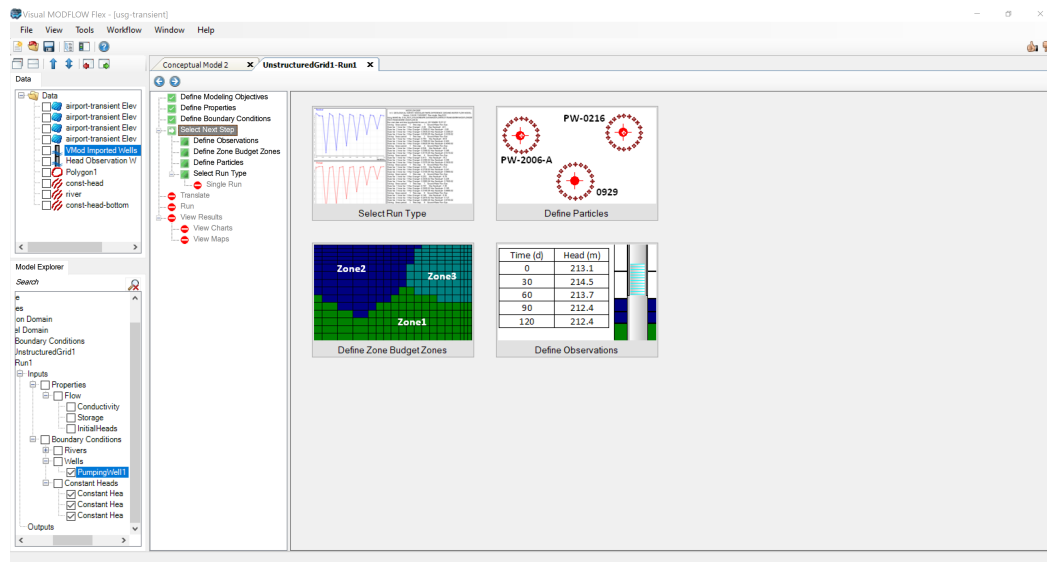 Visual MODFLOW Flex - [usg-transient]
File View Tools Workflow Window Help
Data
Data
airport-transient Elev
airport-transient Elev
airport-transient Elev
airport-transient Elev
VMod Imported Wells
Head Observation W
Polygon1
const-head
river
const-head-bottom
Model Explorer
Search
e
es
on Domain
el Domain
Boundary Conditions
UnstructuredGrid1
Run1
Inputs
Properties
Flow
Conductivity
Storage
InitialHeads
Boundary Conditions
Rivers
Wells
PumpingWell1
Constant Heads
Constant Hea
Constant Hea
Constant Hea
Outputs
Conceptual Model 2 X UnstructuredGrid1-Run1 X
Define Modeling Objectives
Define Properties
Define Boundary Conditions
Select Next Step
Define Observations
Define Zone Budget Zones
Define Particles
Select Run Type
Single Run
Translate
Run
View Results
View Charts
View Maps
Select Run Type
PW-0216
PW-2006-A
0929
Define Particles
Zone2
Zone3
Zone1
Define Zone Budget Zones
Time (d) Head (m)
0 213.1
30 214.5
60 213.7
90 212.4
120 212.4
Define Observations